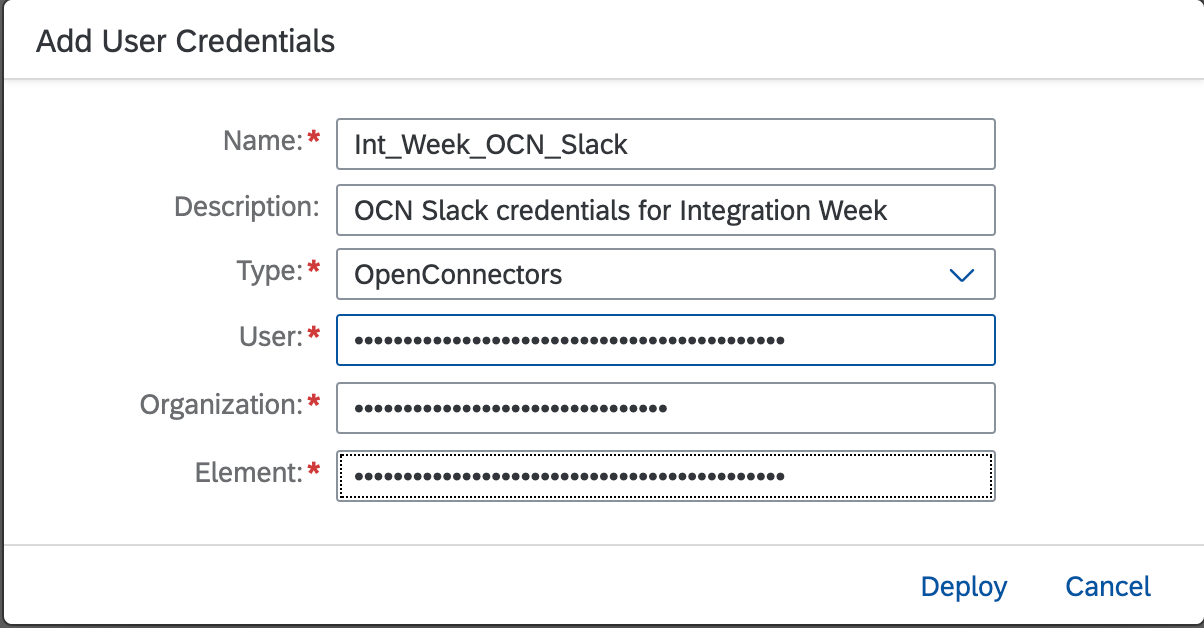 Add User Credentials
Name:* Int_Week_OCN_Slack
Description: OCN Slack credentials for Integration Week
Type:* OpenConnectors
User:* ••••••••••••••••••••••••••••••••••••••••••••
Organization:* ••••••••••••••••••••••••••••••••
Element:* ••••••••••••••••••••••••••••••••••••••••••••
Deploy Cancel